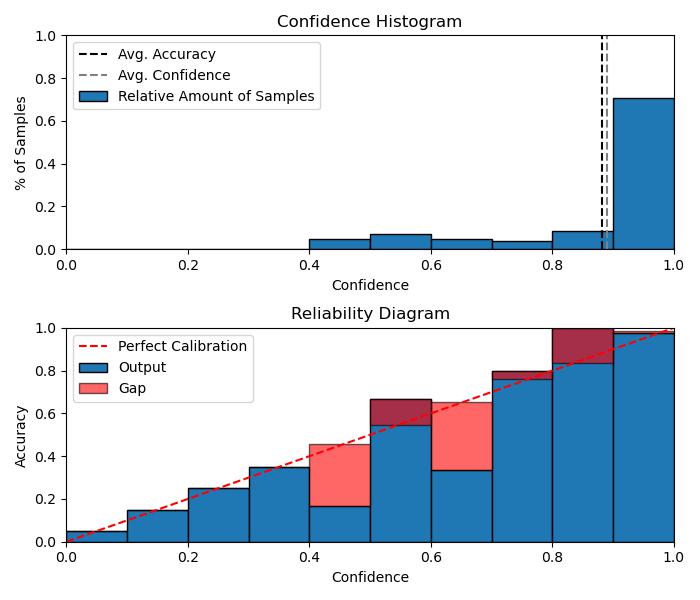 Confidence Histogram
1.0
0.8
0.6
0.4
0.2
0.0
% of Samples
Avg. Accuracy
Avg. Confidence
Relative Amount of Samples
0.0 0.2 0.4 0.6 0.8 1.0
Confidence
Reliability Diagram
1.0
0.8
0.6
0.4
0.2
0.0
Accuracy
Perfect Calibration
Output
Gap
0.0 0.2 0.4 0.6 0.8 1.0
Confidence